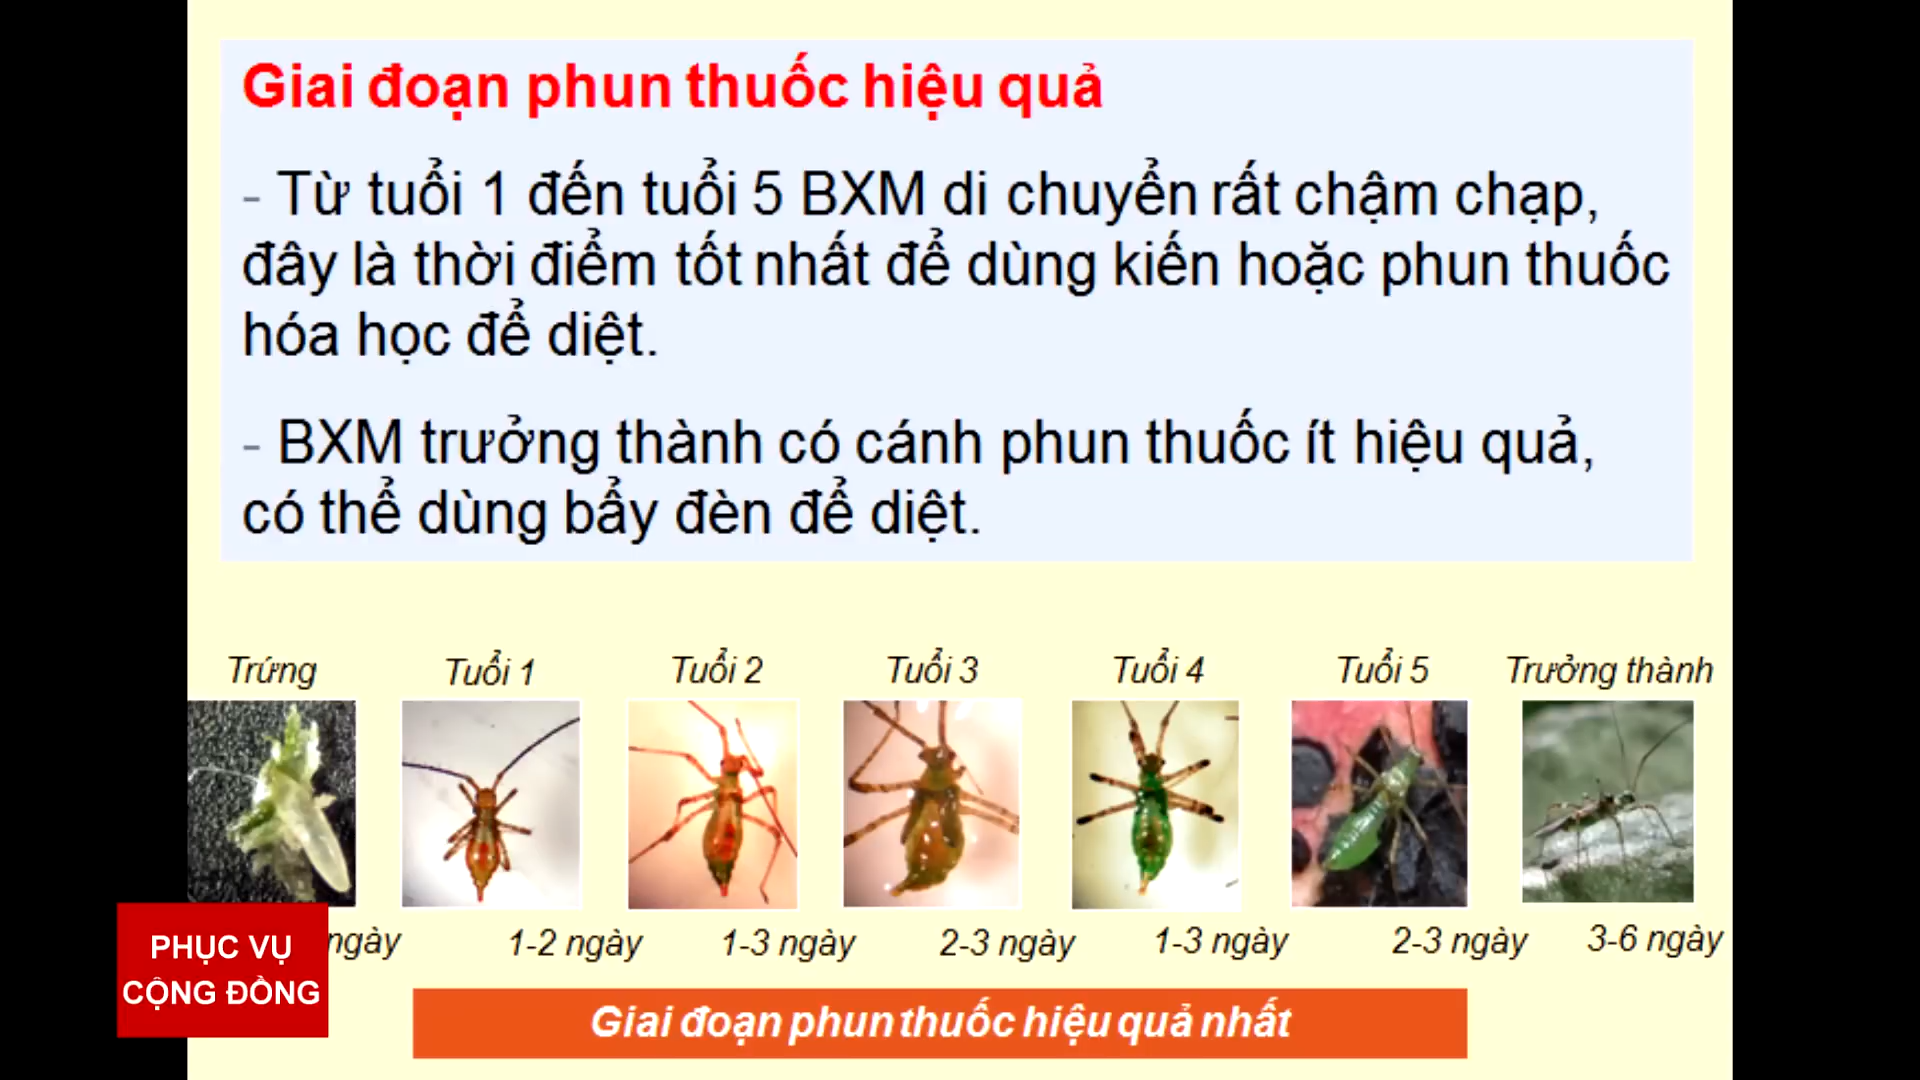 Giai đoạn phun thuốc hiệu quả
- Từ tuổi 1 đến tuổi 5 BXM di chuyển rất chậm chạp,
đây là thời điểm tốt nhất để dùng kiến hoặc phun thuốc
hóa học để diệt.
- BXM trưởng thành có cánh phun thuốc ít hiệu quả,
có thể dùng bẩy đèn để diệt.
Trứng Tuổi 1 Tuổi 2 Tuổi 3 Tuổi 4 Tuổi 5 Trưởng thành
ngày 1-2 ngày 1-3 ngày 2-3 ngày 1-3 ngày 2-3 ngày 3-6 ngày
PHỤC VỤ
CỘNG ĐỒNG
Giai đoạn phun thuốc hiệu quả nhất